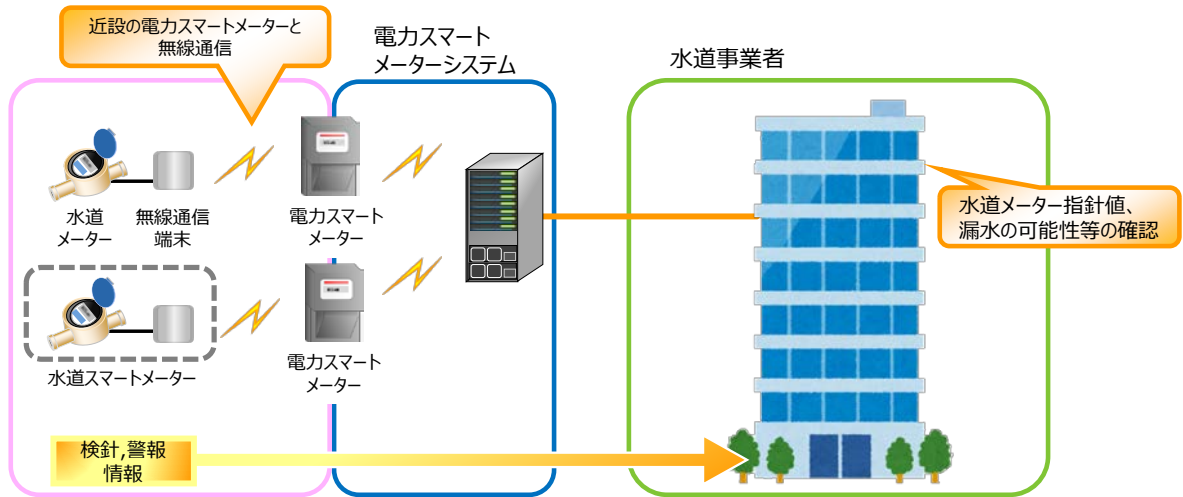 近設の電力スマートメーターと
無線通信
電力スマート
メーターシステム
水道事業者
水道
メーター
無線通信
端末
電力スマート
メーター
水道メーター指針値、
漏水の可能性等の確認
水道スマートメーター
電力スマート
メーター
検針,警報
情報